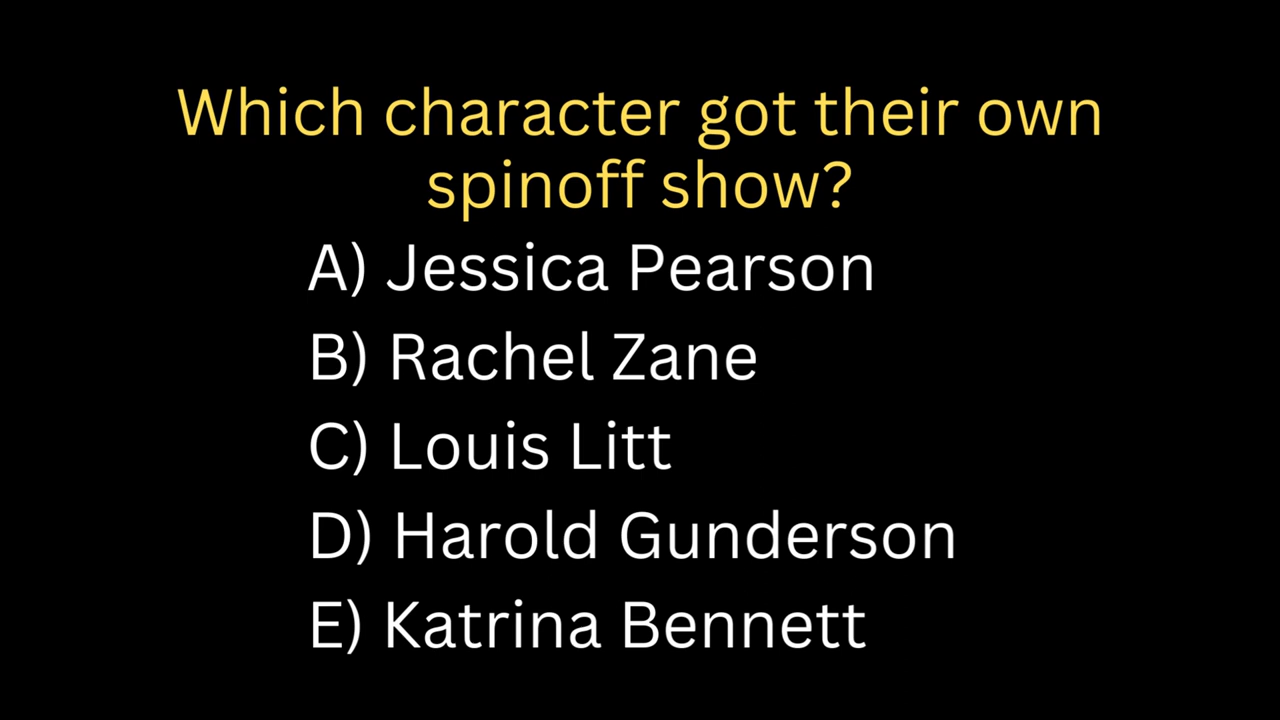 Which character got their own
spinoff show?
A) Jessica Pearson
B) Rachel Zane
C) Louis Litt
D) Harold Gunderson
E) Katrina Bennett